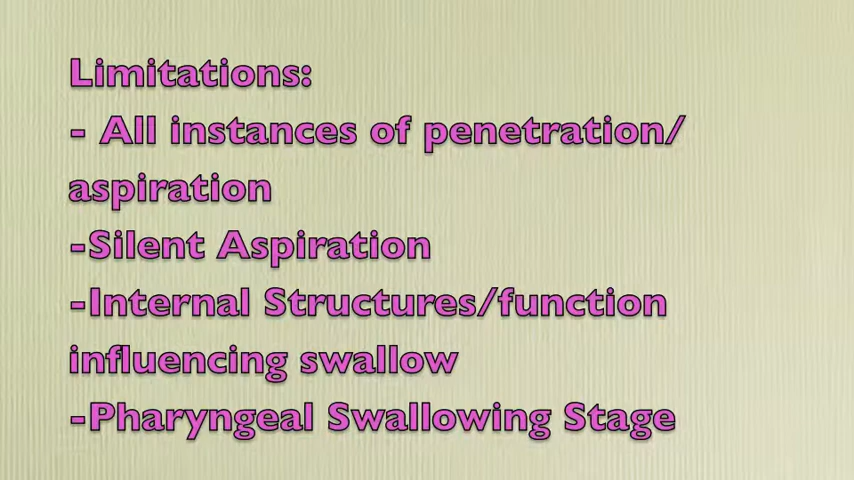 Limitations:
- All instances of penetration/
aspiration
-Silent Aspiration
-Internal Structures/function
influencing swallow
-Pharyngeal Swallowing Stage